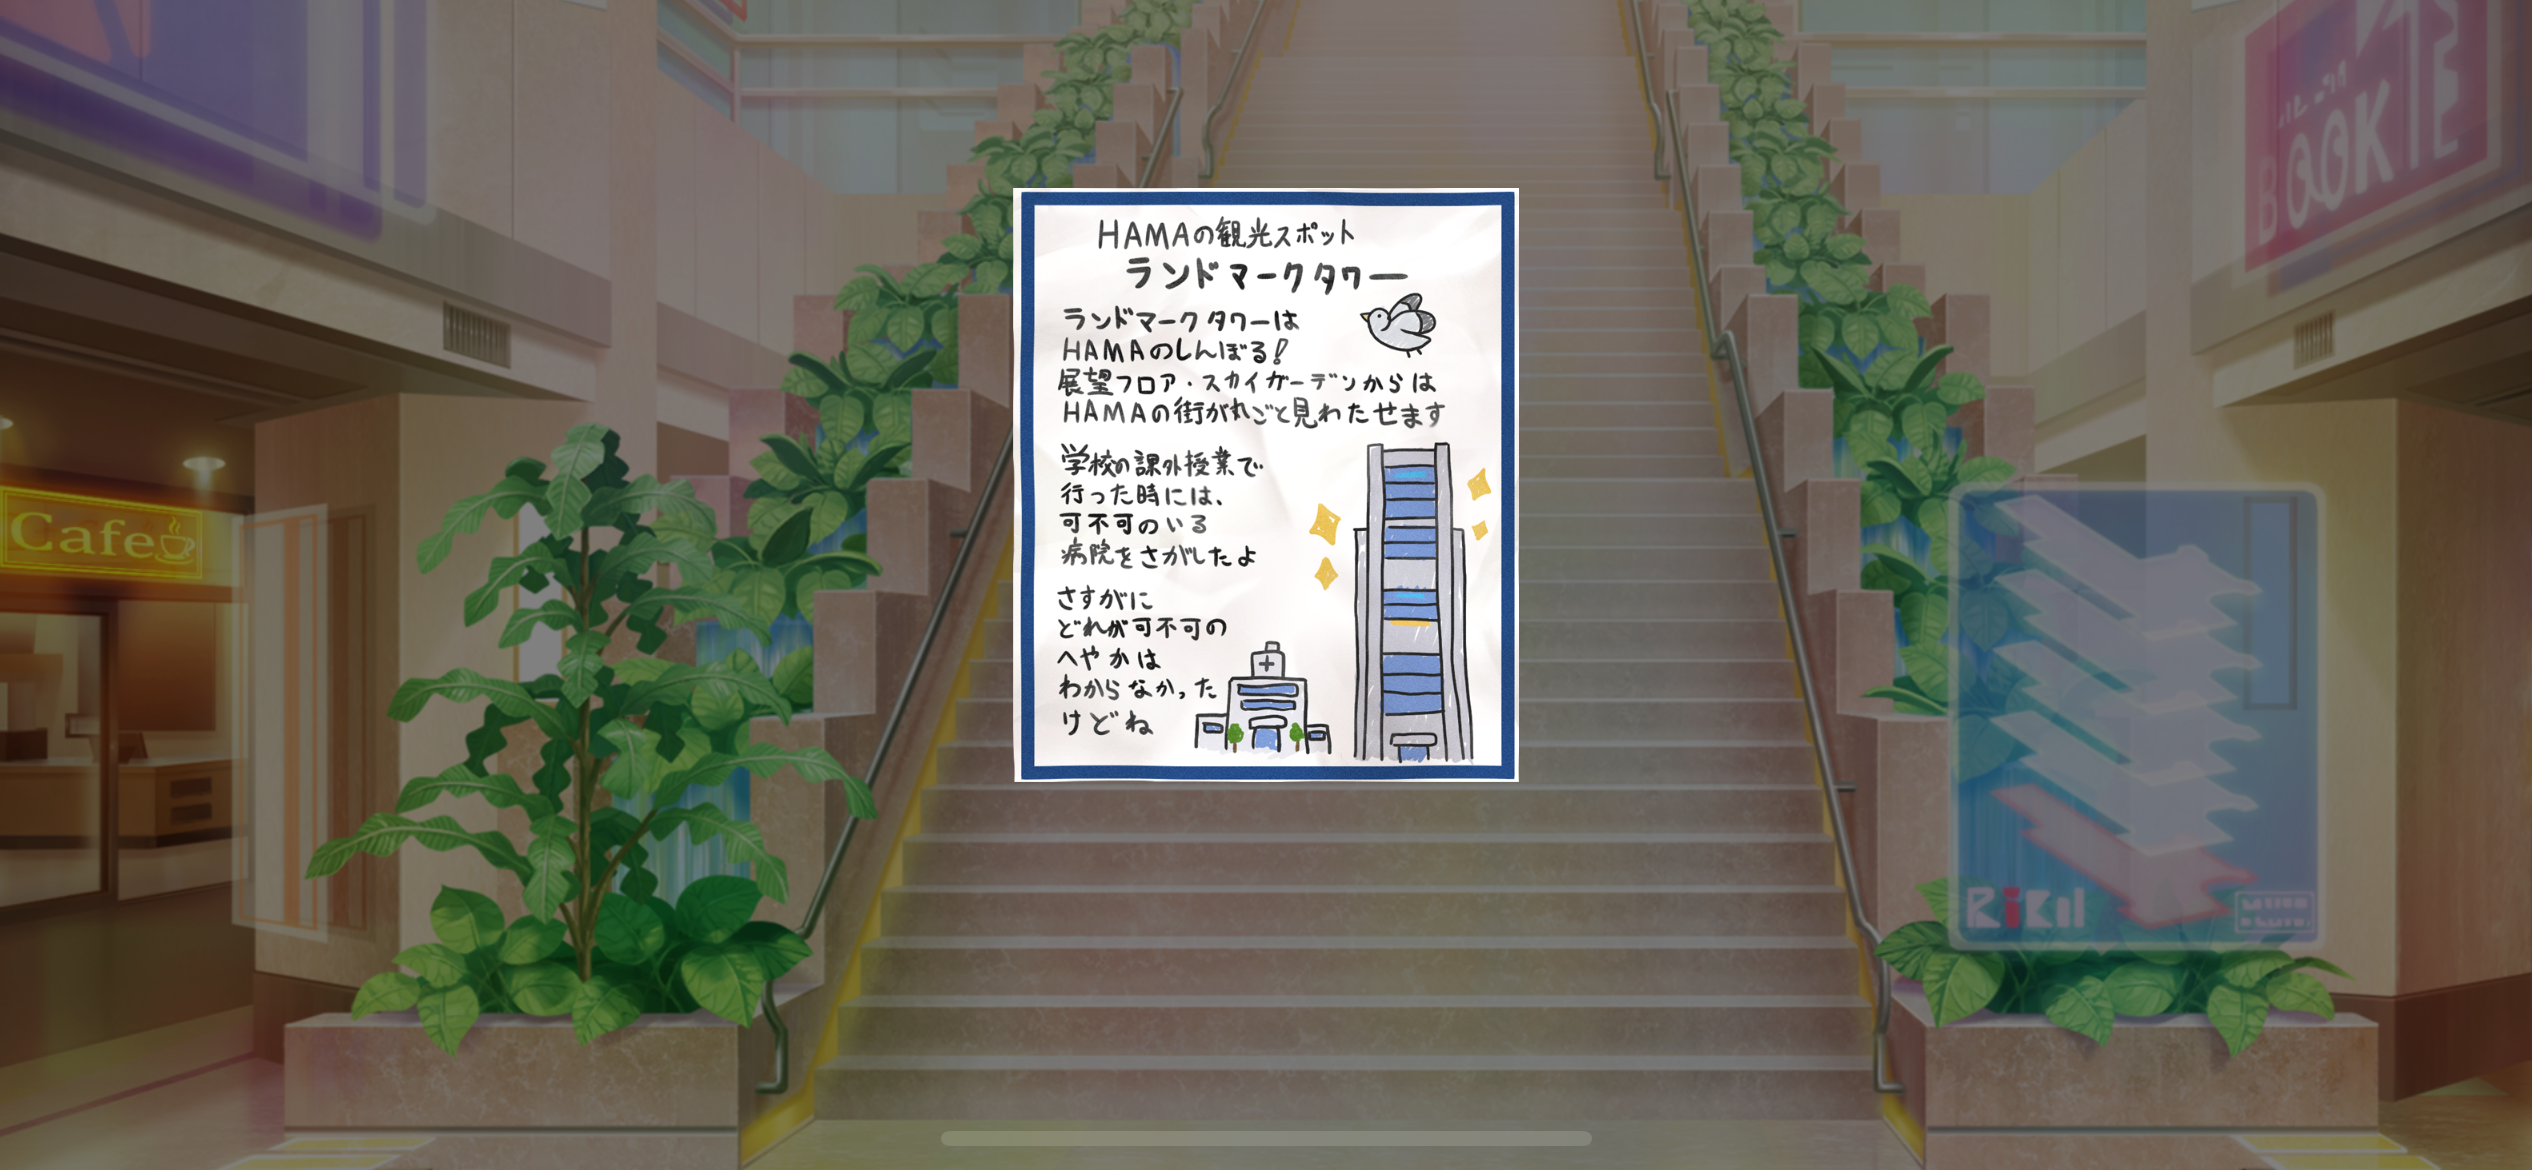 HAMAの観光スポット
ランドマークタワー
ランドマークタワーは
HAMAのしんぼる!
展望フロア・スカイガーデンからは
HAMAの街が丸ごと見わたせます
学校の課外授業で
行った時には、
可不可のいる
病院をさがしたよ
さすがに
どれが可不可の
へやかは
わからなかった
けどね
Cafe
BOOK